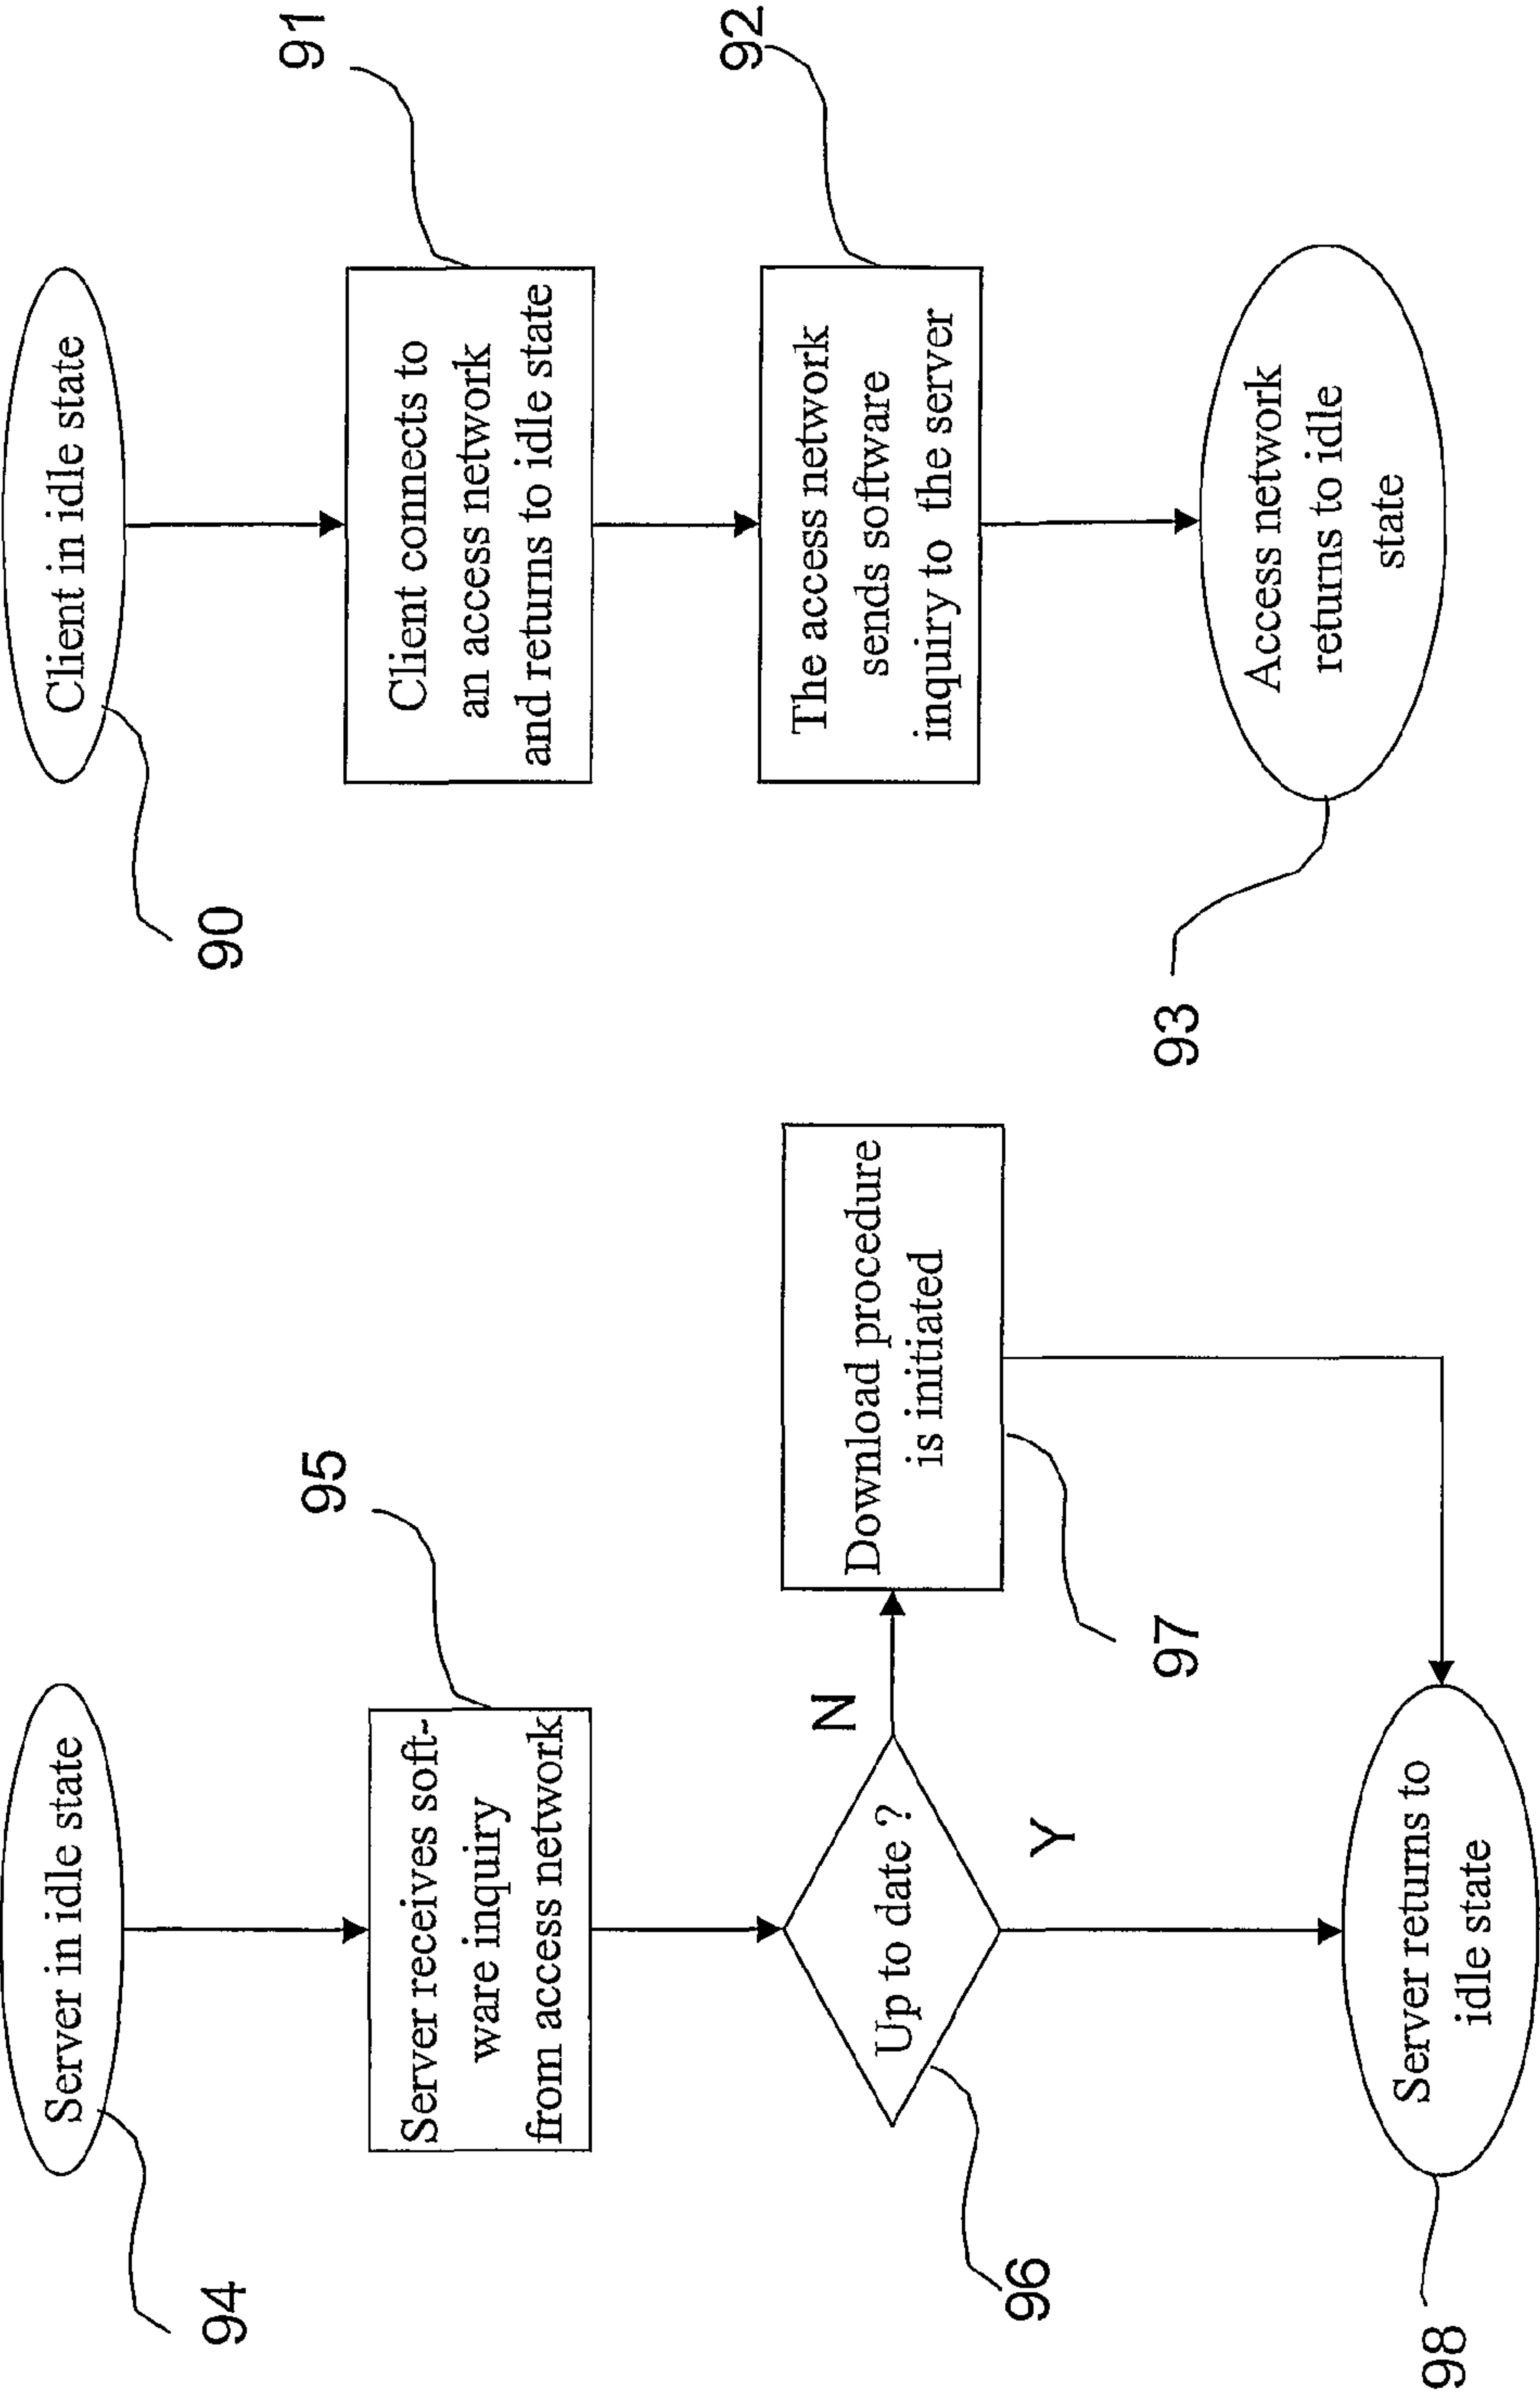 94
Server in idle state
95
Server receives soft-
ware inquiry
from access network
96
Up to date ?
N
Y
97
Download procedure
is initiated
98
Server returns to
idle state
90
Client in idle state
91
Client connects to
an access network
and returns to idle state
92
The access network
sends software
inquiry to the server
93
Access network
returns to idle
state